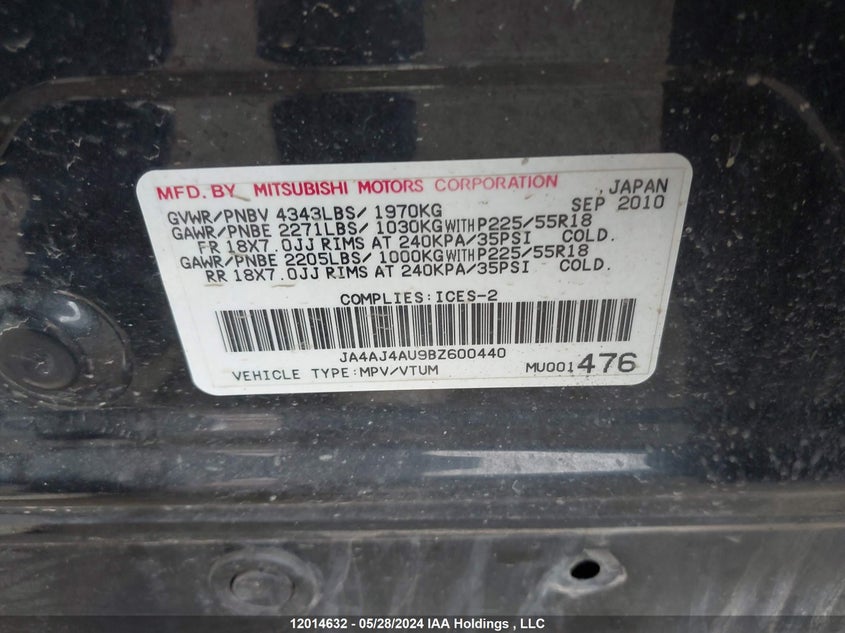 MFD. BY MITSUBISHI MOTORS CORPORATION , JAPAN
GVWR/PNBV 4343LBS/ 1970KG SEP 2010
GAWR/PNBE 2271LBS/ 1030KG WITH P225/55R18
FR 18X7.0JJ RIMS AT 240KPA/35PSI COLD.
GAWR/PNBE 2205LBS/ 1000KG WITH P225/55R18
RR 18X7.0JJ RIMS AT 240KPA/35PSI COLD.
COMPLIES:ICES-2
JA4AJ4AU9BZ600440
VEHICLE TYPE:MPV/VTUM MU001476
12014632 - 05/28/2024 IAA Holdings , LLC